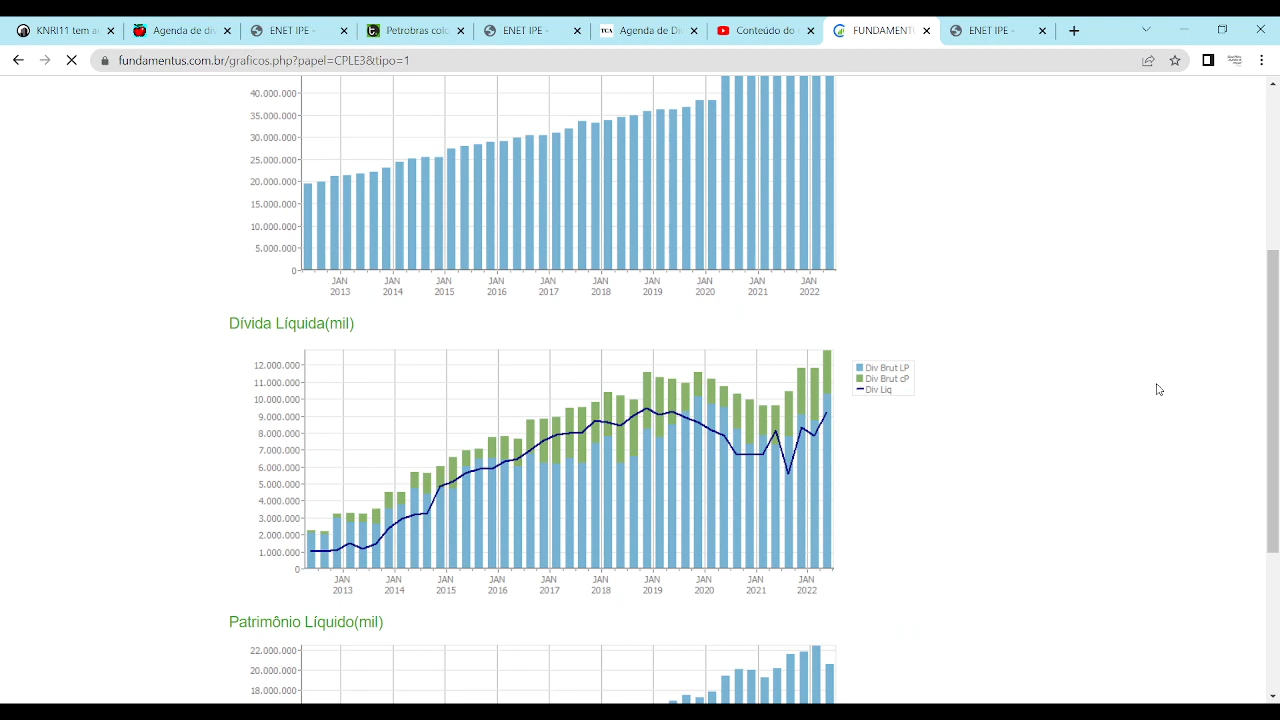 KNRI11 tem a
Agenda de div
ENET IPE -
Petrobras colo
ENET IPE -
TCA
Agenda de Di
Conteúdo do
FUNDAMENTU
ENET IPE -
fundamentus.com.br/graficos.php?papel=CPLE3&tipo=1
40.000.000
35.000.000
30.000.000
25.000.000
20.000.000
15.000.000
10.000.000
5.000.000
0
JAN 2013
JAN 2014
JAN 2015
JAN 2016
JAN 2017
JAN 2018
JAN 2019
JAN 2020
JAN 2021
JAN 2022
Dívida Líquida(mil)
12.000.000
11.000.000
10.000.000
9.000.000
8.000.000
7.000.000
6.000.000
5.000.000
4.000.000
3.000.000
2.000.000
1.000.000
0
Div Brut LP
Div Brut cP
Div Liq
JAN 2013
JAN 2014
JAN 2015
JAN 2016
JAN 2017
JAN 2018
JAN 2019
JAN 2020
JAN 2021
JAN 2022
Patrimônio Líquido(mil)
22.000.000
20.000.000
18.000.000